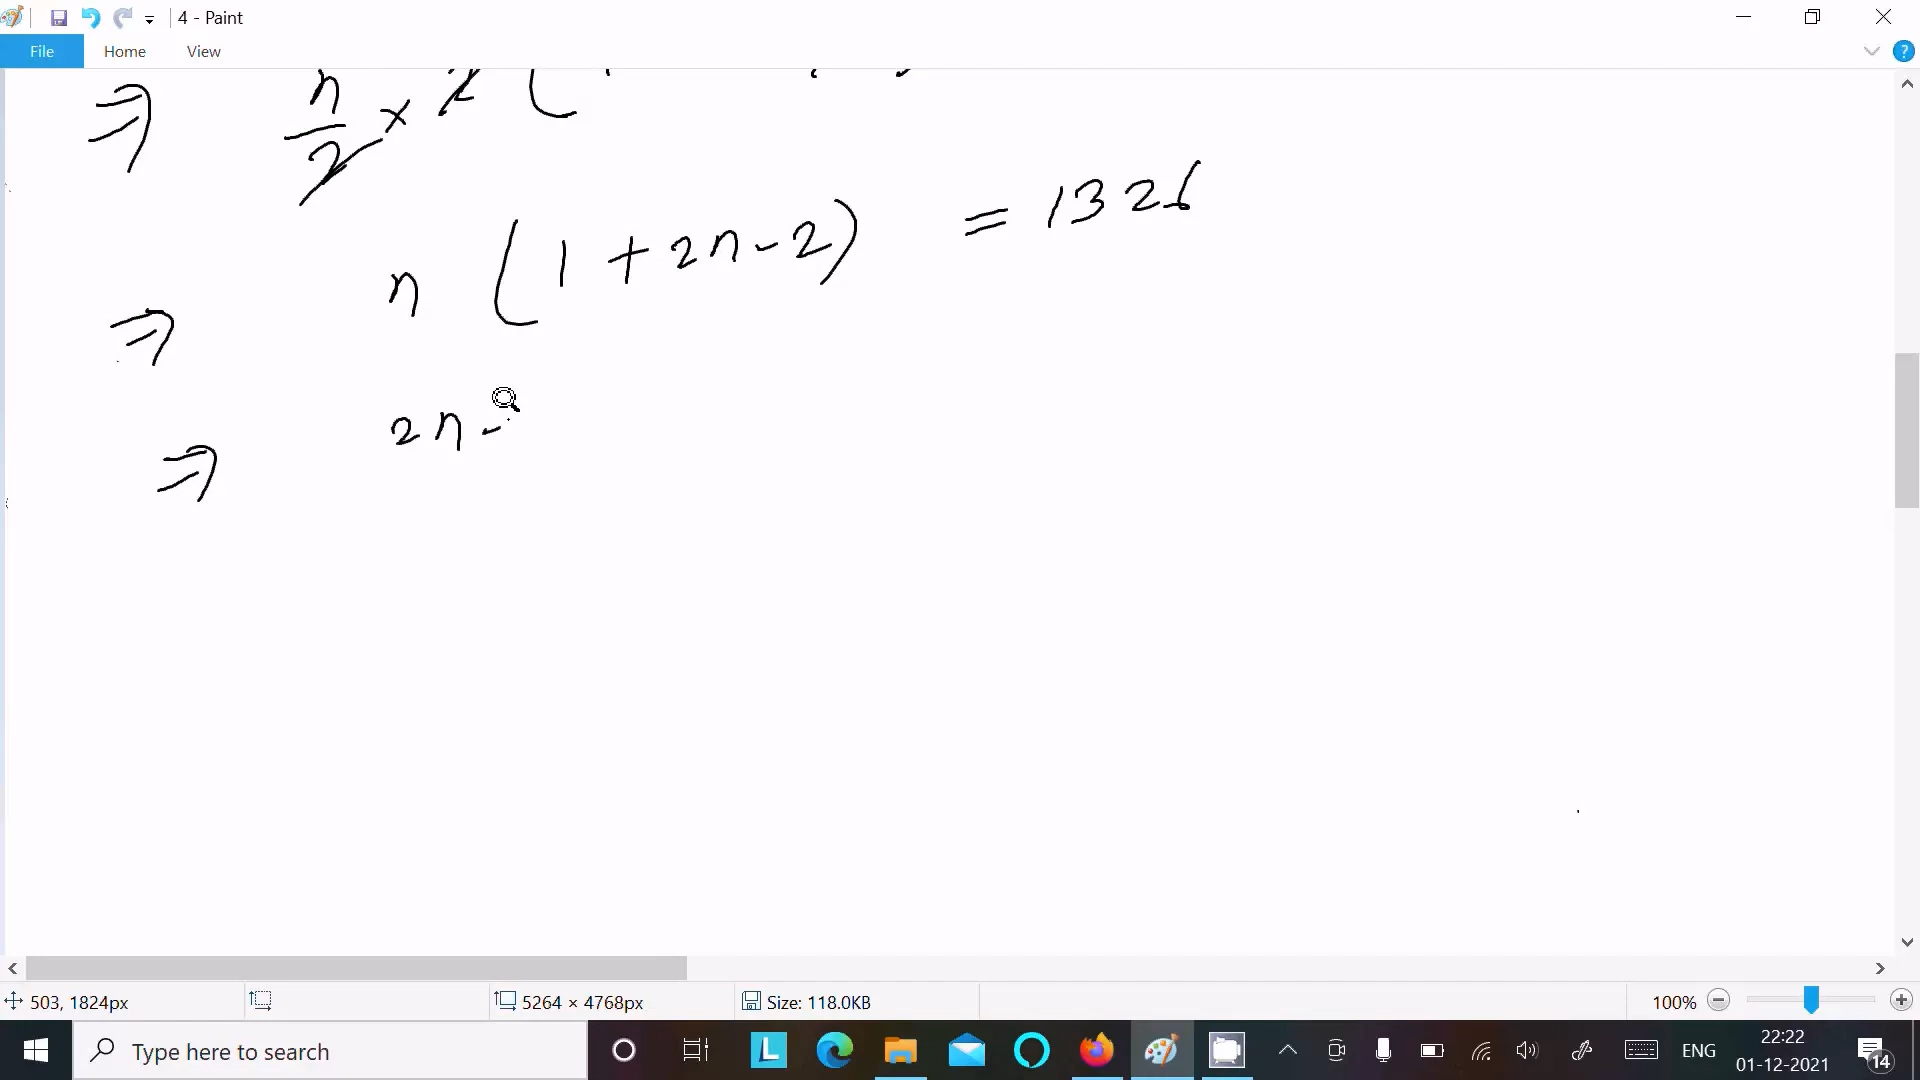 4 - Paint
File Home View
⇒ n/2 × 2 (
⇒ n (1 + 2n - 2) = 1326
⇒ 2n -
503, 1824px 5264 × 4768px Size: 118.0KB 100%
Type here to search ENG 22:22
01-12-2021 14